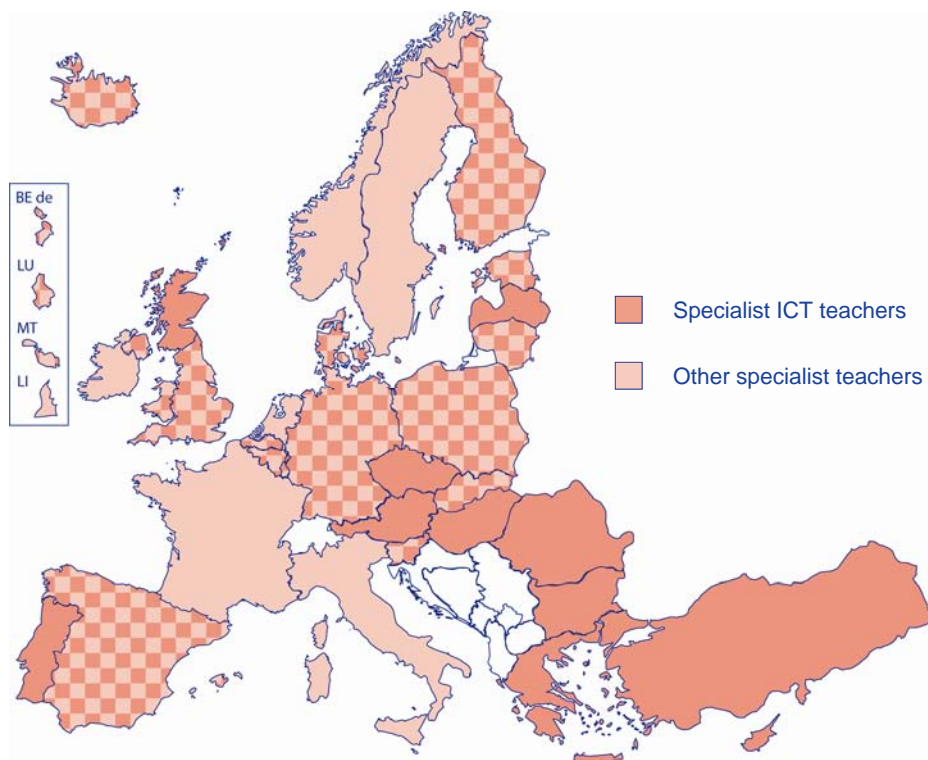 BE de
LU
MT
LI
Specialist ICT teachers
Other specialist teachers